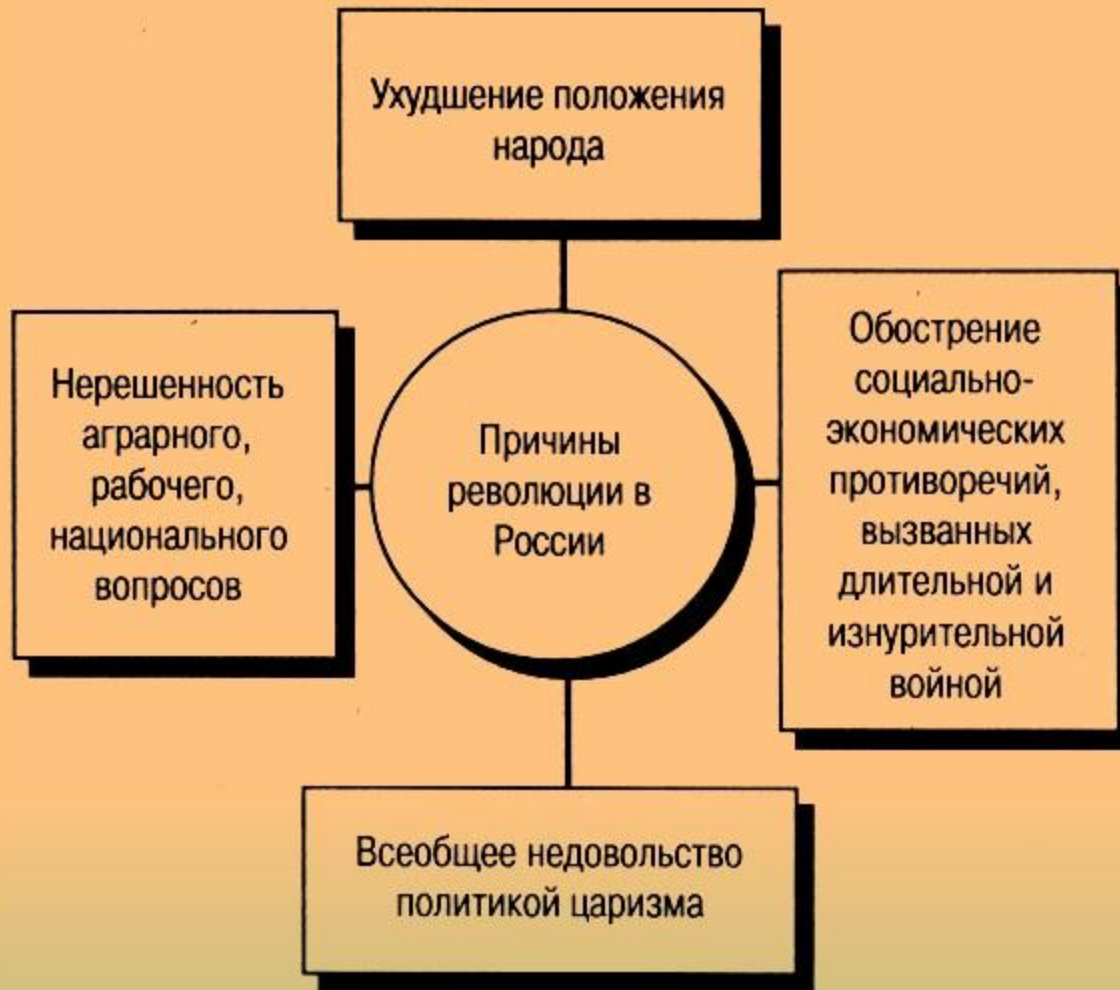 Ухудшение положения
народа
Нерешенность
аграрного,
рабочего,
национального
вопросов
Причины
революции в
России
Обострение
социально-
экономических
противоречий,
вызванных
длительной и
изнурительной
войной
Всеобщее недовольство
политикой царизма